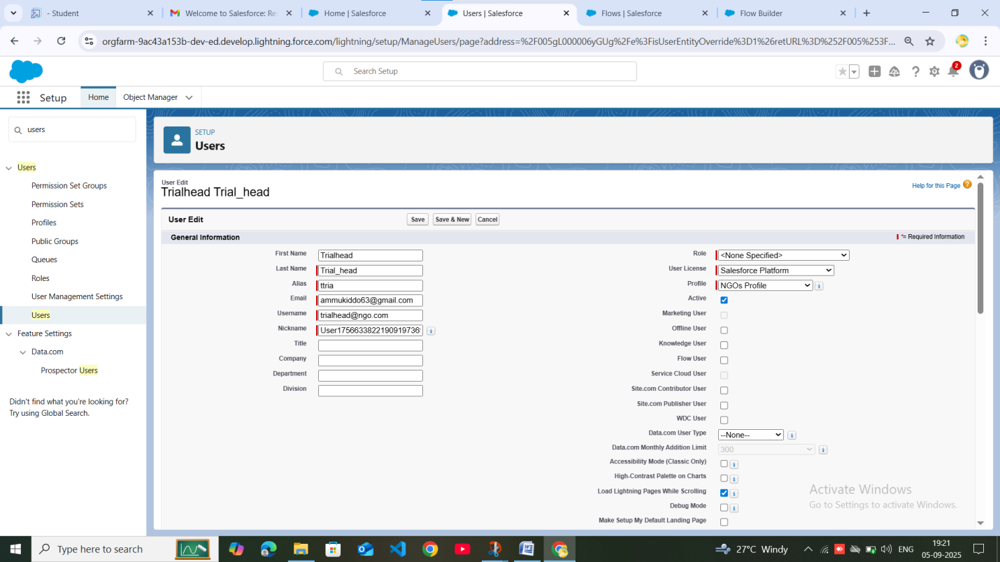 - Student
Welcome to Salesforce: Re
Home | Salesforce
Users | Salesforce
Flows | Salesforce
Flow Builder
orgfarm-9ac43a153b-dev-ed.develop.lightning.force.com/lightning/setup/ManageUsers/page?address=%2F005gL000006yGUg%2Fe%3FisUserEntityOverride%3D1%26retURL%3D%252F005%253F...
Search Setup
2
Setup
Home
Object Manager
users
SETUP
Users
Users
Permission Set Groups
Permission Sets
Profiles
Public Groups
Queues
Roles
User Management Settings
Users
Feature Settings
Data.com
Prospector Users
Didn't find what you're looking for?
Try using Global Search.
User Edit
Trialhead Trial_head
Help for this Page
User Edit
Save
Save & New
Cancel
General Information
= Required Information
First Name Trialhead
Last Name Trial_head
Alias ttria
Email ammukiddo63@gmail.com
Username trialhead@ngo.com
Nickname User1756633822190919736
Title
Company
Department
Division
Role <None Specified>
User License Salesforce Platform
Profile NGOs Profile
Active
Marketing User
Offline User
Knowledge User
Flow User
Service Cloud User
Site.com Contributor User
Site.com Publisher User
WDC User
Data.com User Type --None--
Data.com Monthly Addition Limit 300
Accessibility Mode (Classic Only)
High-Contrast Palette on Charts
Load Lightning Pages While Scrolling
Debug Mode
Make Setup My Default Landing Page
Activate Windows
Go to Settings to activate Windows.
Type here to search
27°C Windy
ENG
19:21
05-09-2025